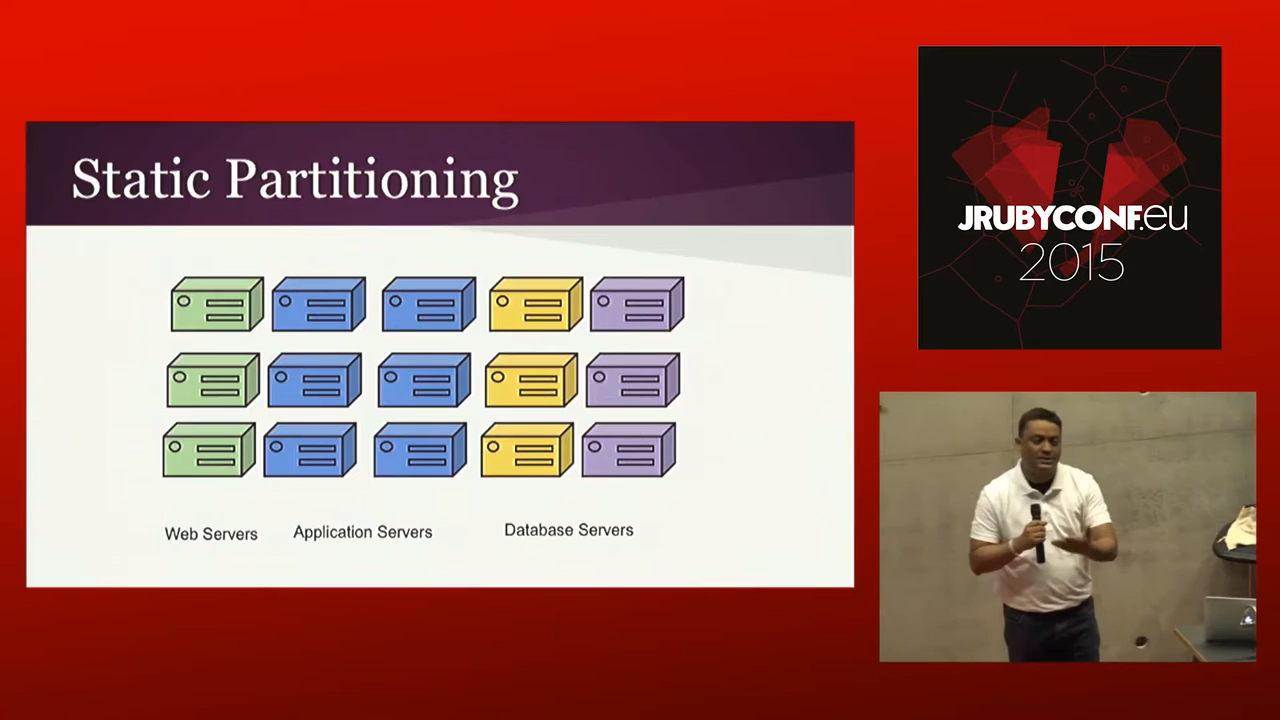 Static Partitioning
Web Servers
Application Servers
Database Servers
JRUBYCONF.eu
2015